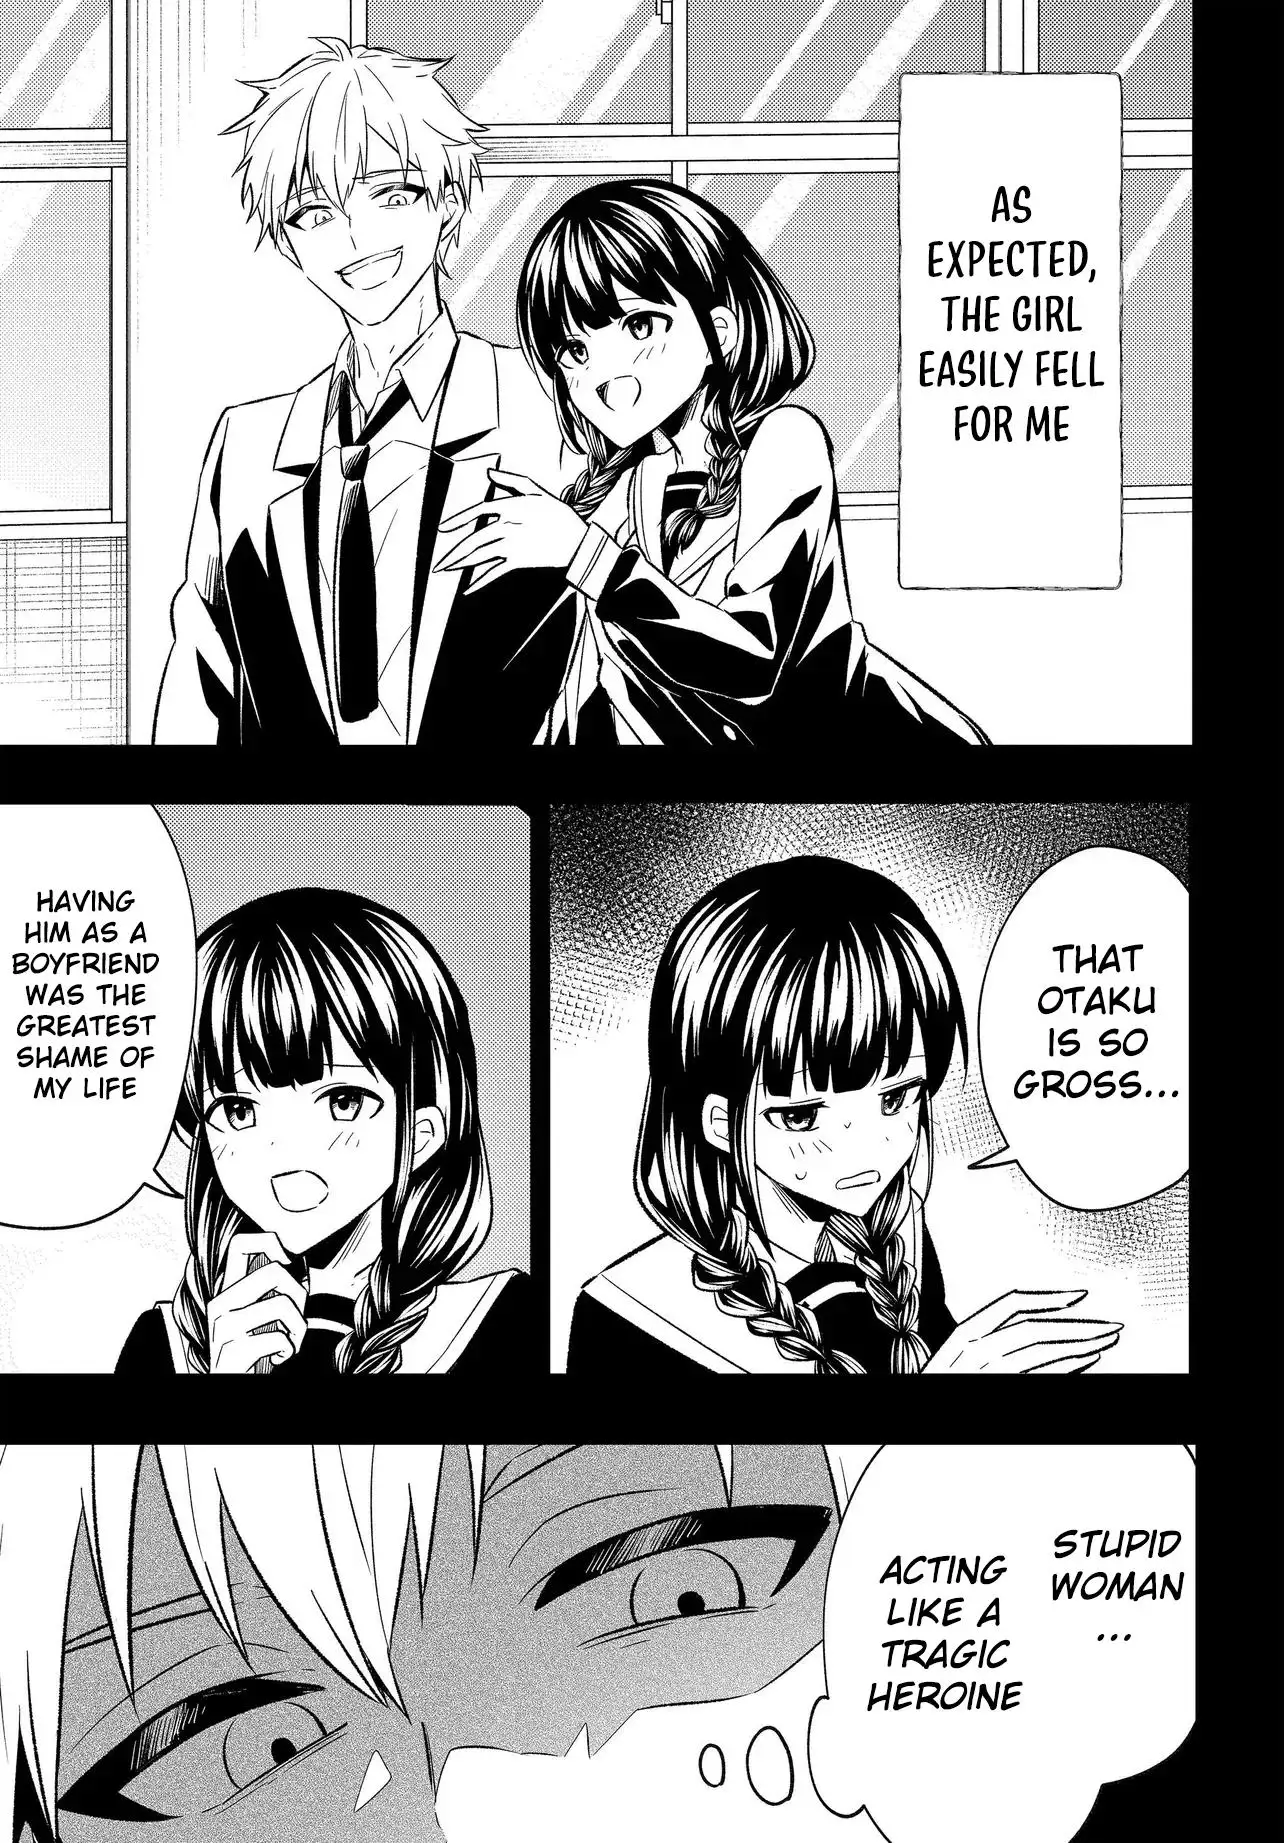 AS
EXPECTED,
THE GIRL
EASILY FELL
FOR ME
THAT
OTAKU
IS SO
GROSS...
HAVING
HIM AS A
BOYFRIEND
WAS THE
GREATEST
SHAME OF
MY LIFE
STUPID
WOMAN
...
ACTING
LIKE A
TRAGIC
HEROINE